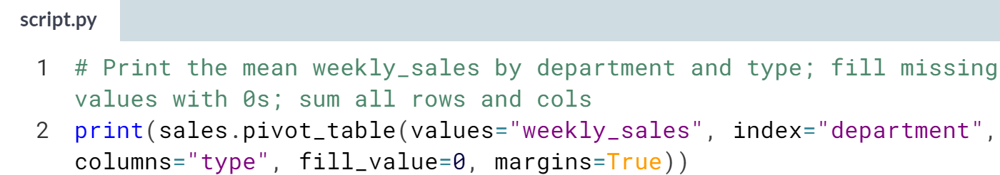 script.py
1 # Print the mean weekly_sales by department and type; fill missing
values with 0s; sum all rows and cols
2 print(sales.pivot_table(values="weekly_sales", index="department",
columns="type", fill_value=0, margins=True))